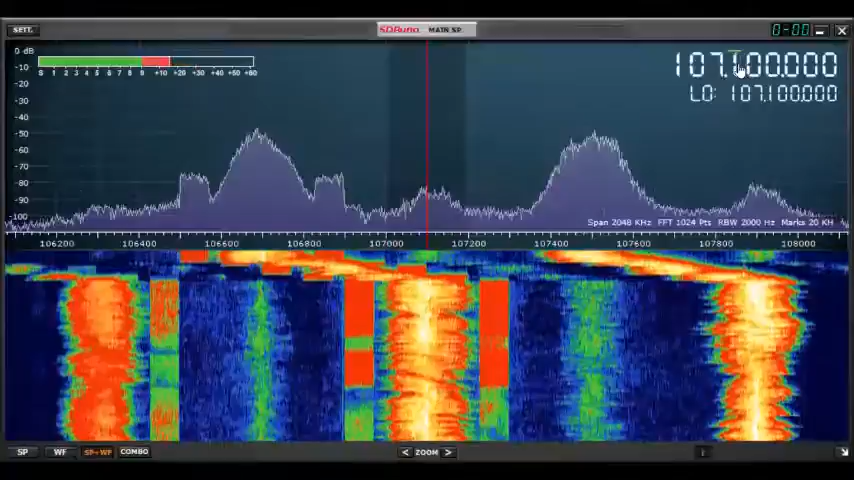 SETT.
SDRuno MAIN SP
0-00
0 dB
-10
-20
-30
-40
-50
-60
-70
-80
-90
-100
S 1 2 3 4 5 6 7 8 9 +10 +20 +30 +40 +50 +60
107.100.000
LO: 107.100.000
Span 2048 KHz FFT 1024 Pts RBW 2000 Hz Marks 20 KH
106200 106400 106600 106800 107000 107200 107400 107600 107800 108000
SP WF SP+WF COMBO < ZOOM > i